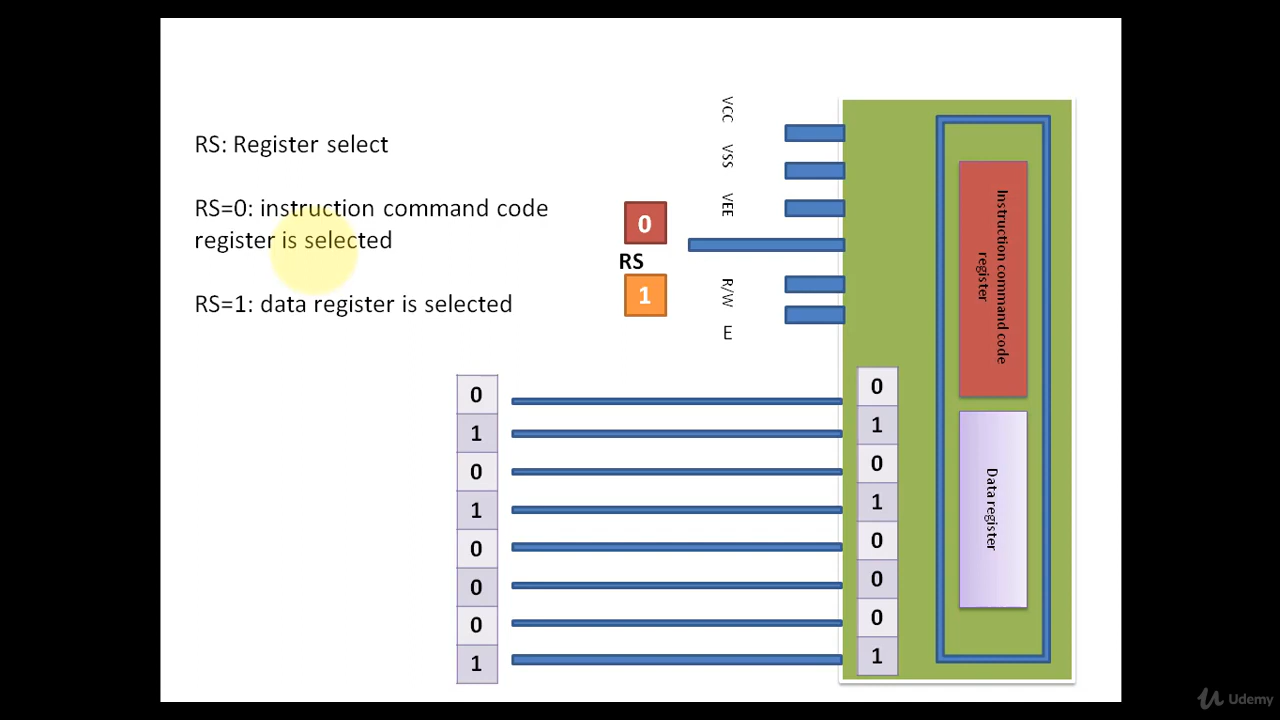 RS: Register select
RS=0: instruction command code
register is selected
RS=1: data register is selected
VCC
VSS
VEE
0
RS
1
R/W
E
0
1
0
1
0
0
0
1
0
1
0
1
0
0
0
1
Instruction command code
register
Data register
Udemy